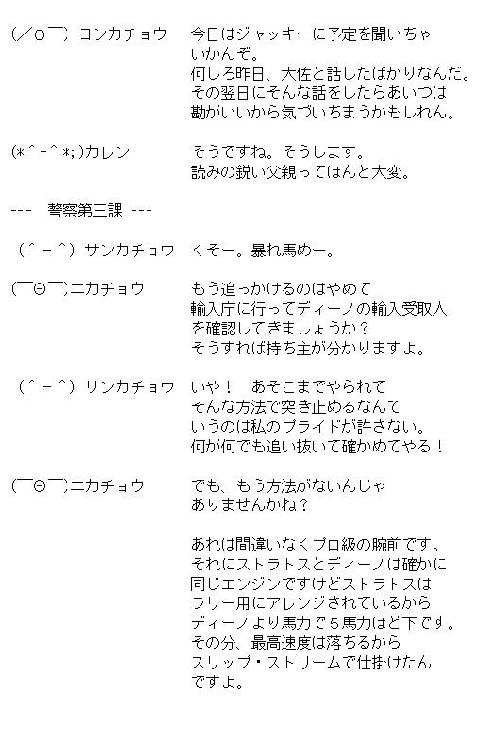 (／о￣) コンカチョウ　今日はジャッキーに予定を聞いちゃ
いかんぞ。
何しろ昨日、大佐と話したばかりなんだ。
その翌日にそんな話をしたらあいつは
勘がいいから気づいちまうかもしれん。
(*＾-＾*;)カレン　そうですね。そうします。
読みの鋭い父親ってほんと大変。
---　警察第三課 ---
(＾－＾) サンカチョウ　くそー。暴れ馬めー。
(￣Θ￣)ニカチョウ　もう追っかけるのはやめて
輸入庁に行ってディーノの輸入受取人
を確認してきましょうか？
そうすれば持ち主が分かりますよ。
(＾－＾) リンカチョウ　いや！　あそこまでやられて
そんな方法で突き止めるなんて
いうのは私のプライドが許さない。
何が何でも追い抜いて確かめてやる！
(￣Θ￣)ニカチョウ　でも、もう方法がないんじゃ
ありませんかね？
あれは間違いなくプロ級の腕前です、
それにストラトスとディーノは確かに
同じエンジンですけどストラトスは
ラリー用にアレンジされているから
ディーノより馬力で５馬力ほど下です。
その分、最高速度は落ちるから
スリップ・ストリームで仕掛けたん
ですよ。